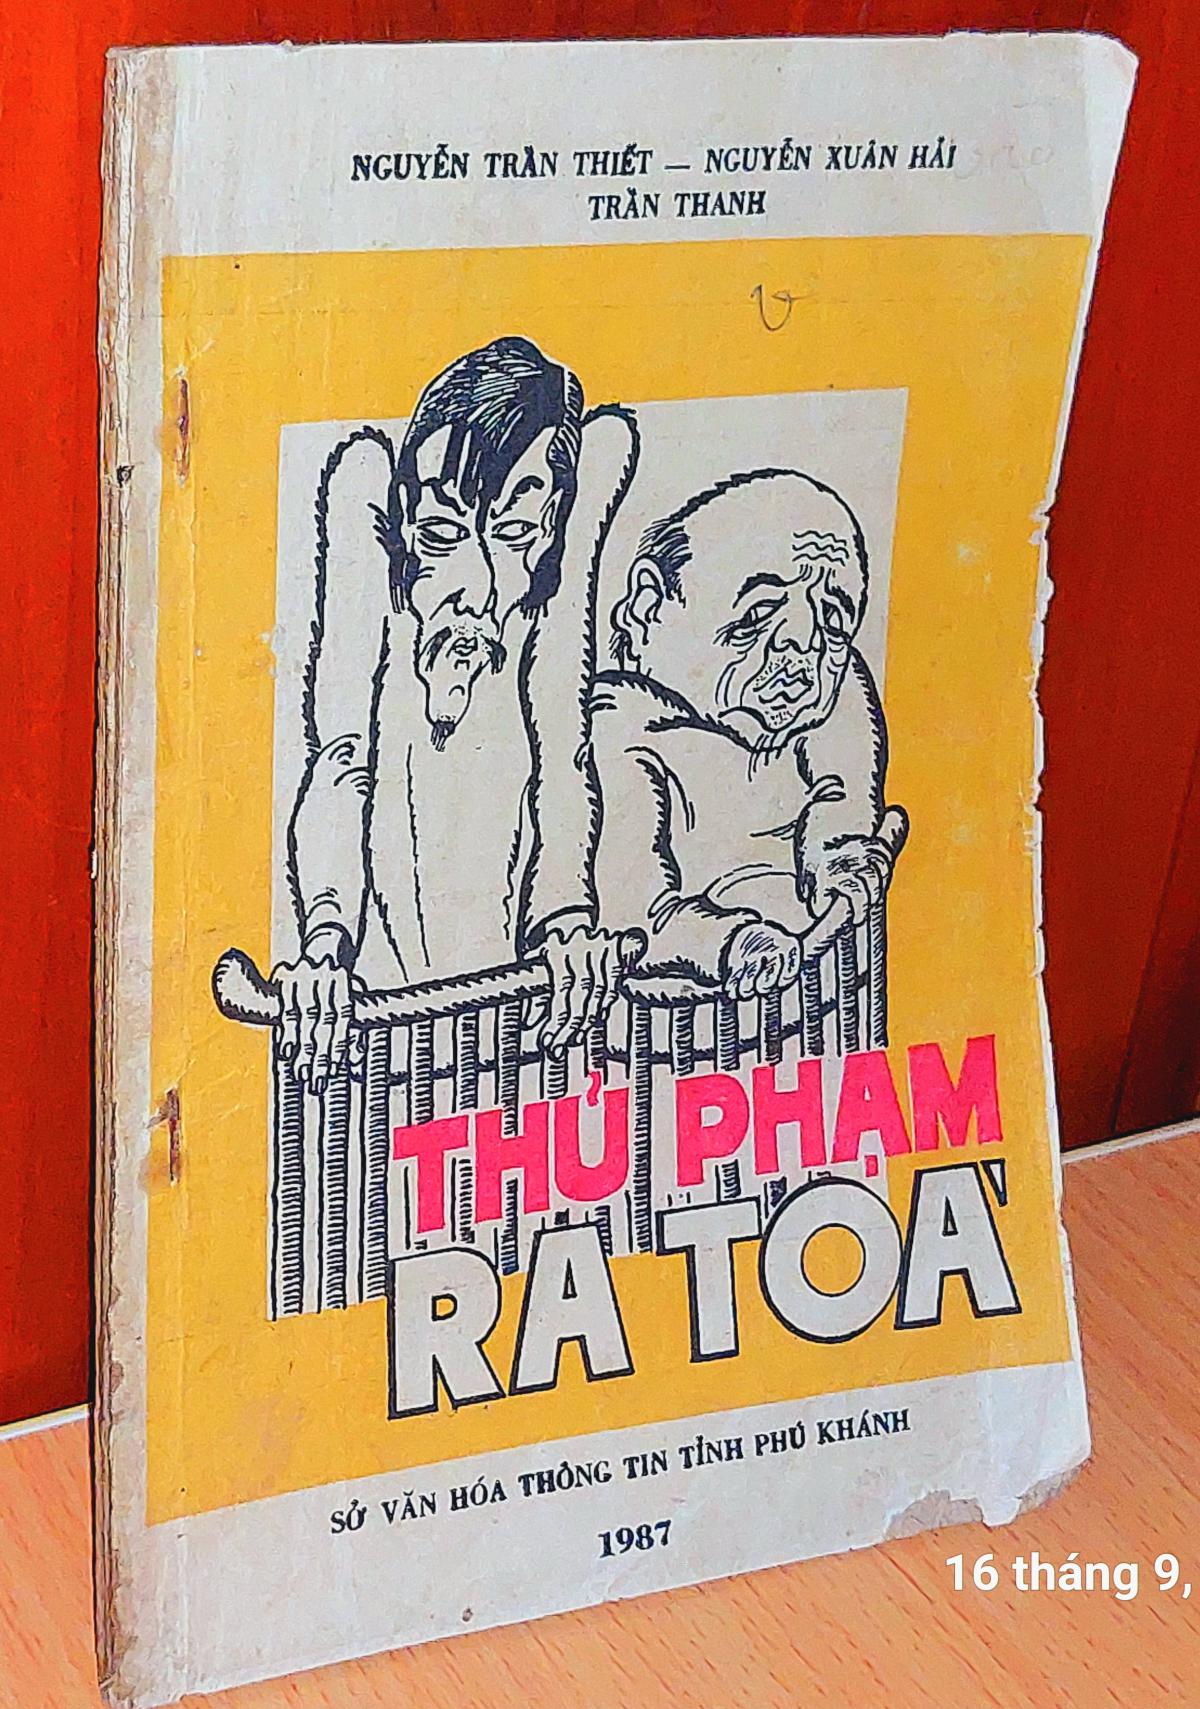 NGUYỄN TRẦN THIẾT — NGUYỄN XUÂN HẢI
TRẦN THANH
THỦ PHẠM
RA TOÀ
SỞ VĂN HÓA THÔNG TIN TỈNH PHÚ KHÁNH
1987
16 tháng 9,